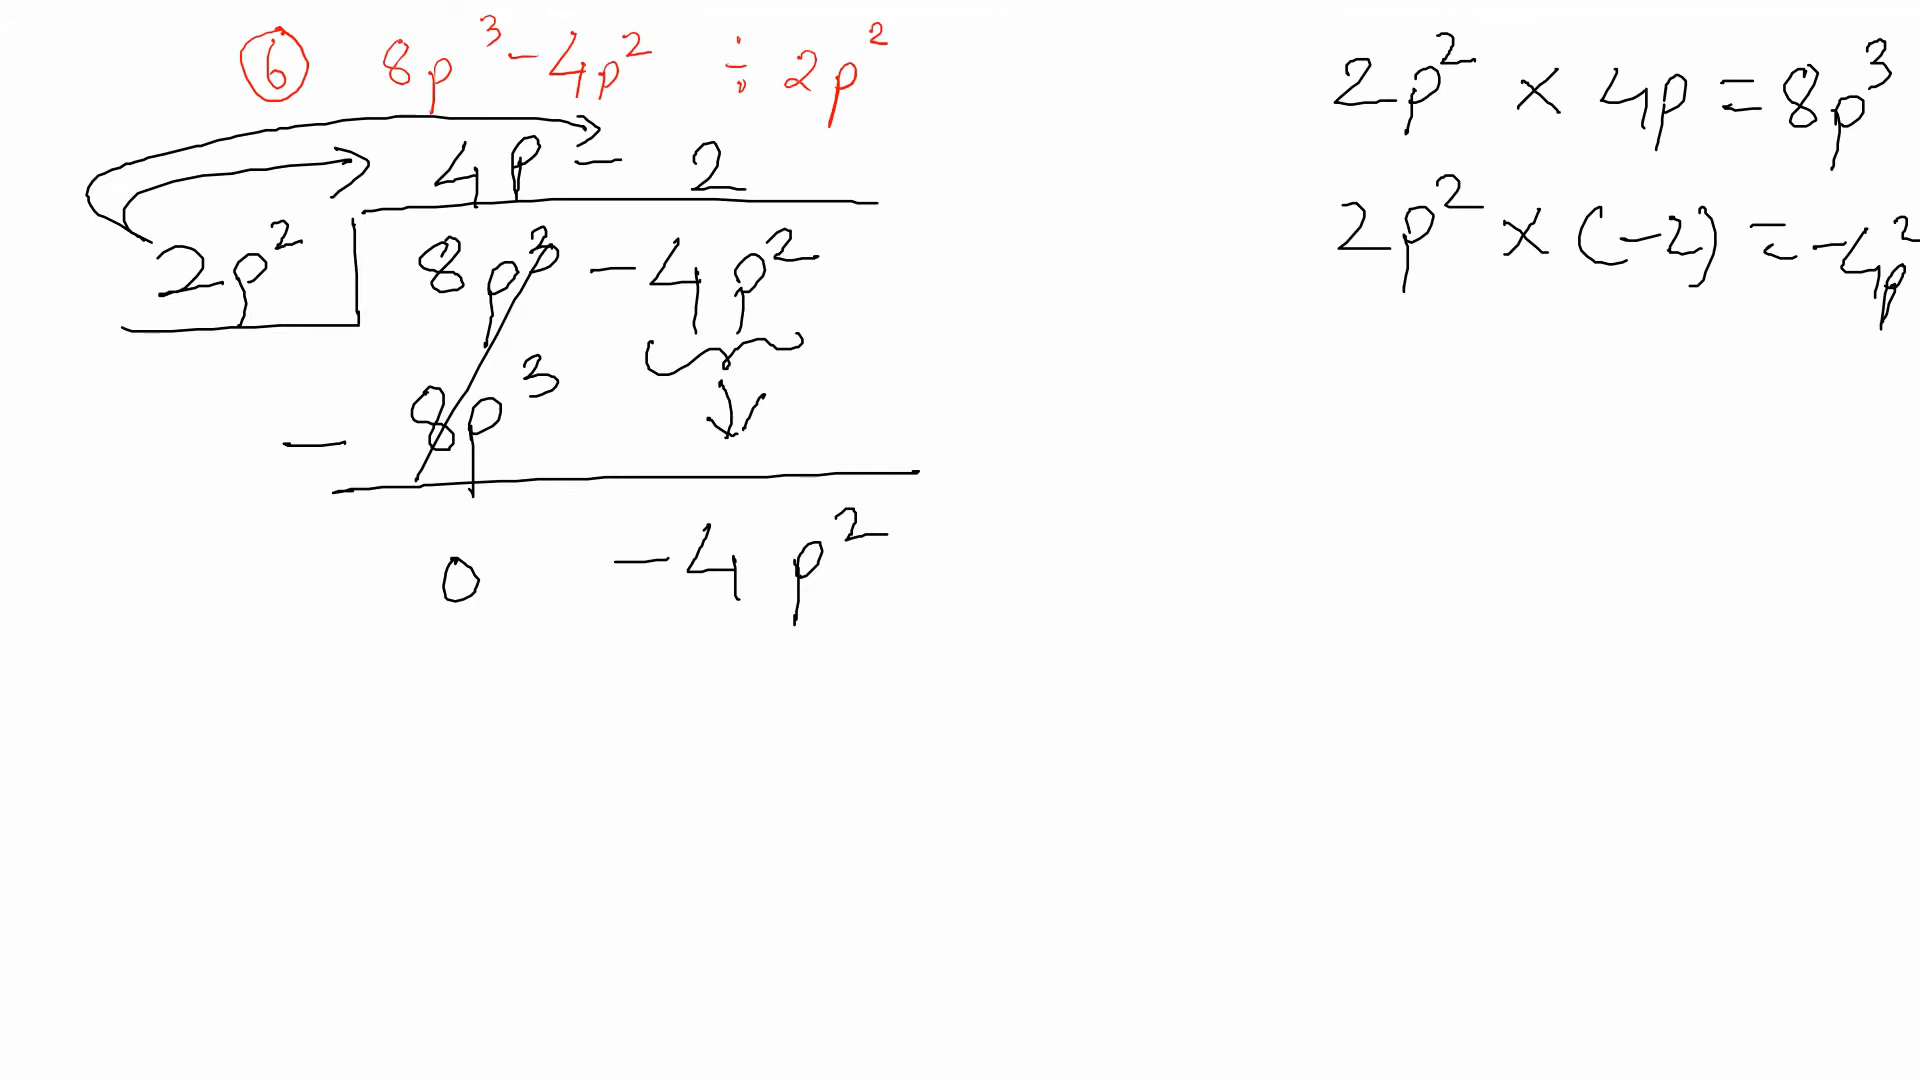 ⑥ 8p³ - 4p² ÷ 2p²
4p - 2
2p² 8p³ - 4p²
- 8p³
0 - 4p²
2p² × 4p = 8p³
2p² × (-2) = -4p²